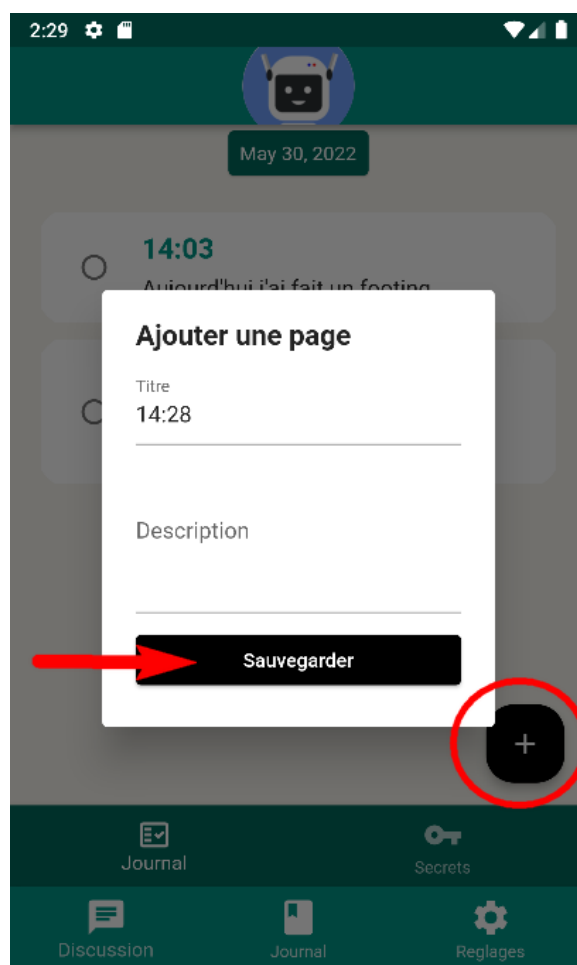 2:29
May 30, 2022
14:03
Aujourd'hui j'ai fait un footing
Ajouter une page
Titre
14:28
Description
Sauvegarder
+
Journal
Secrets
Discussion
Journal
Reglages